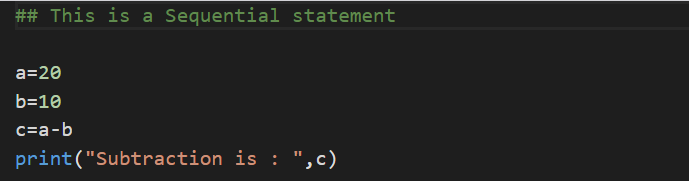 ## This is a Sequential statement
a=20
b=10
c=a-b
print("Subtraction is : ",c)